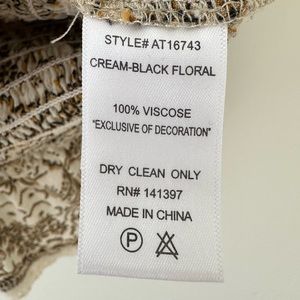 STYLE# AT16743
CREAM-BLACK FLORAL
100% VISCOSE
"EXCLUSIVE OF DECORATION"
DRY CLEAN ONLY
RN# 141397
MADE IN CHINA
P